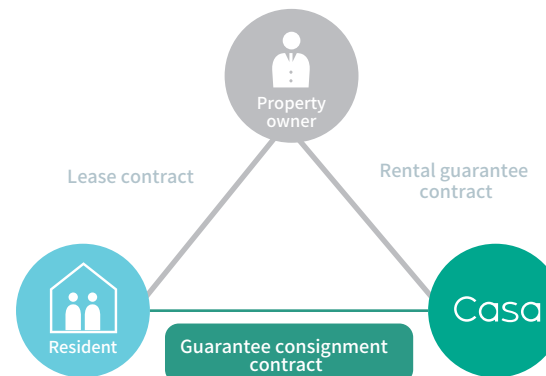 Property
owner
Lease contract
Rental guarantee
contract
Resident
Casa
Guarantee consignment
contract